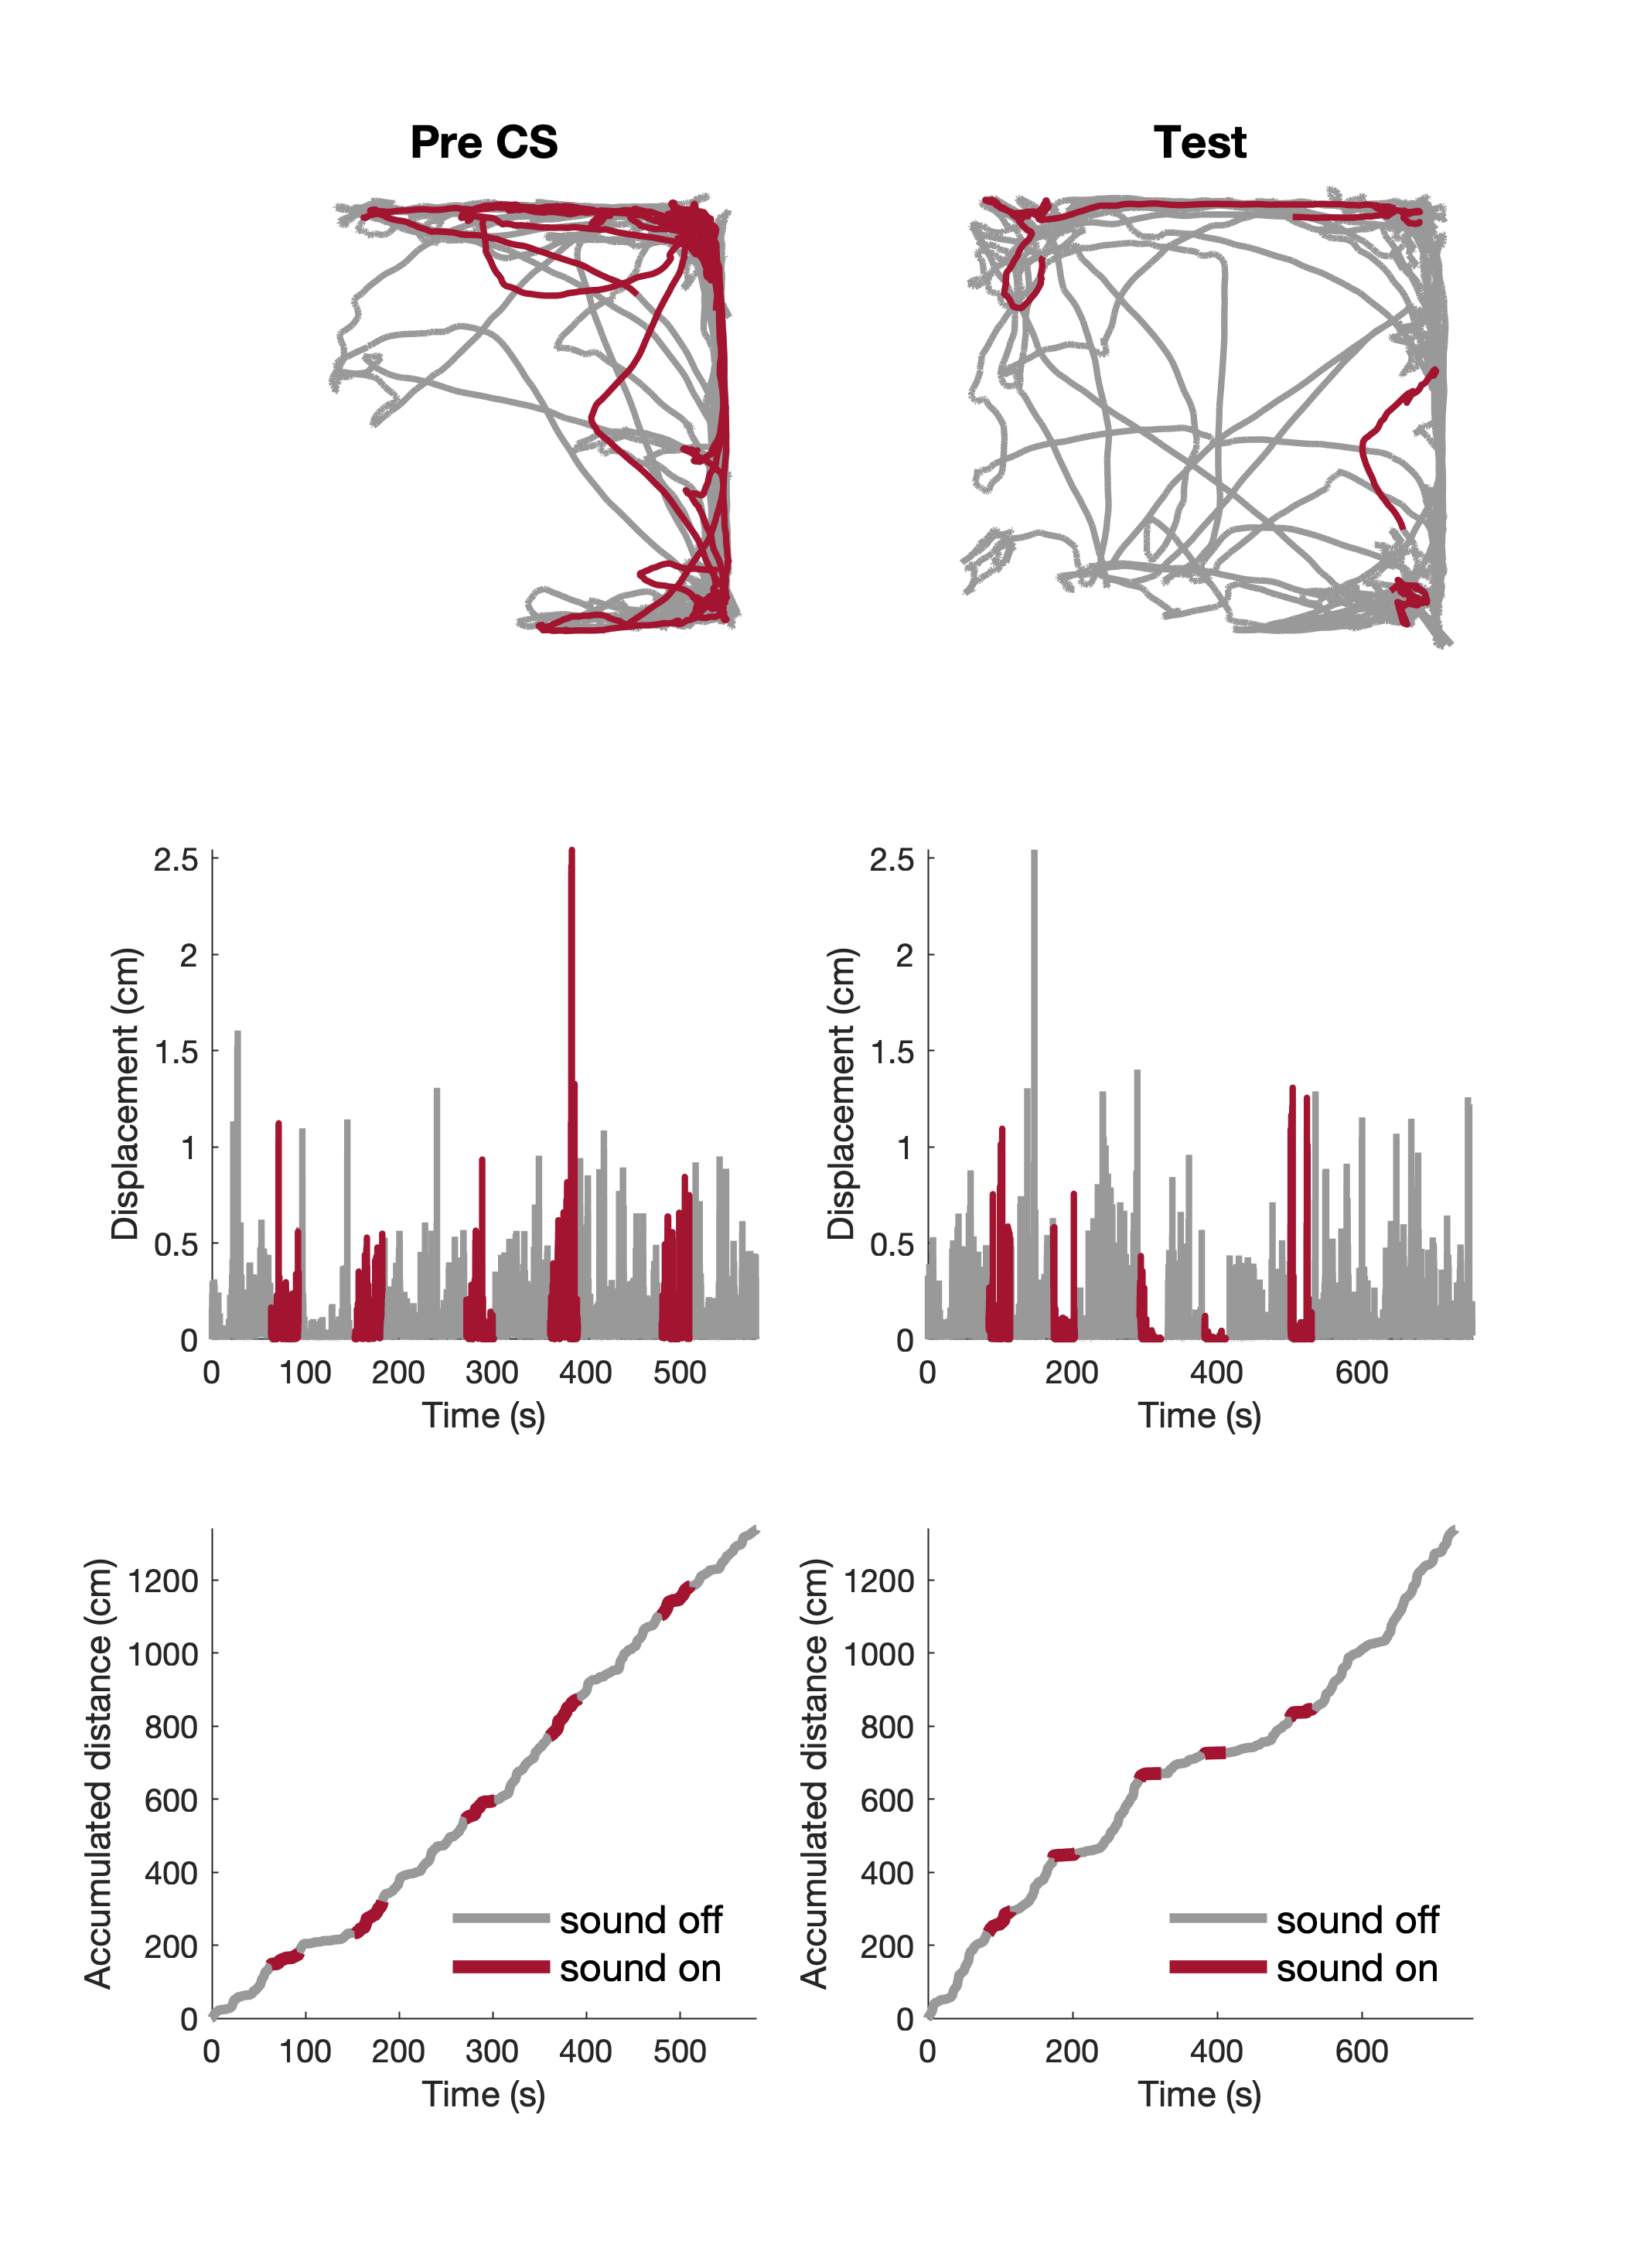 Pre CS
Test
2.5
2
1.5
1
0.5
0
Displacement (cm)
0 100 200 300 400 500
Time (s)
2.5
2
1.5
1
0.5
0
Displacement (cm)
0 200 400 600
Time (s)
1200
1000
800
600
400
200
0
Accumulated distance (cm)
sound off
sound on
0 100 200 300 400 500
Time (s)
1200
1000
800
600
400
200
0
Accumulated distance (cm)
sound off
sound on
0 200 400 600
Time (s)